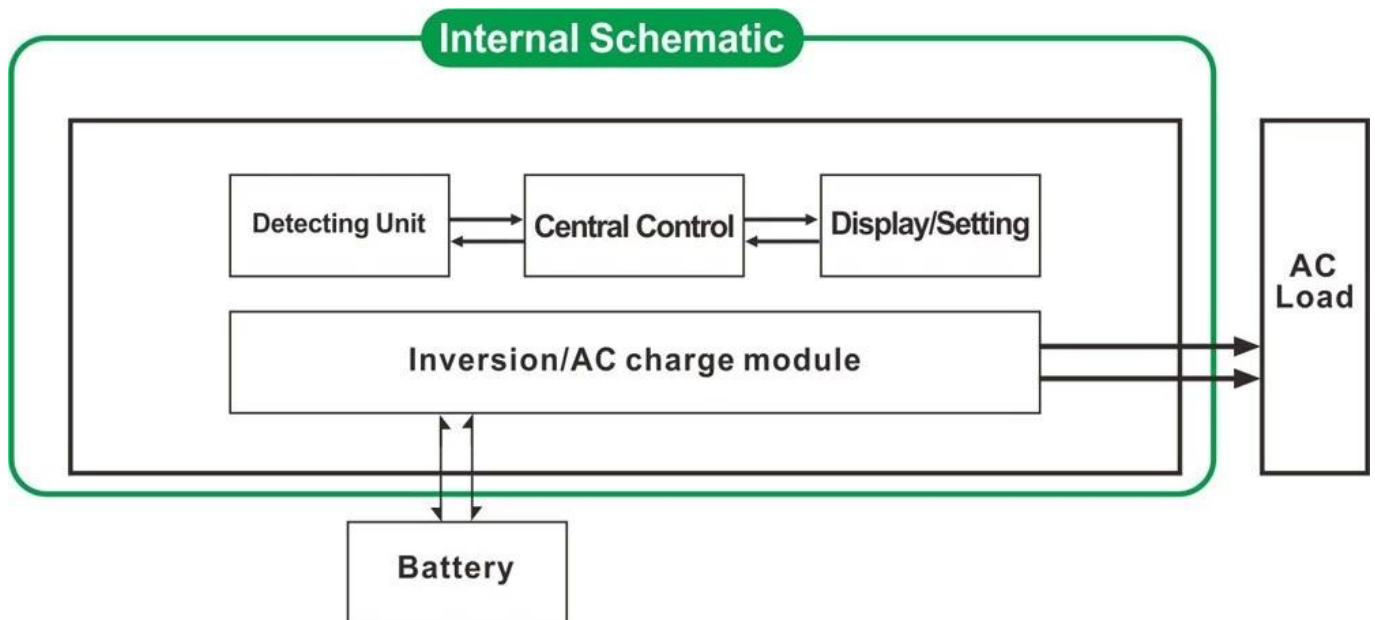 Internal Schematic
Detecting Unit
Central Control
Display/Setting
AC
Load
Inversion/AC charge module
Battery